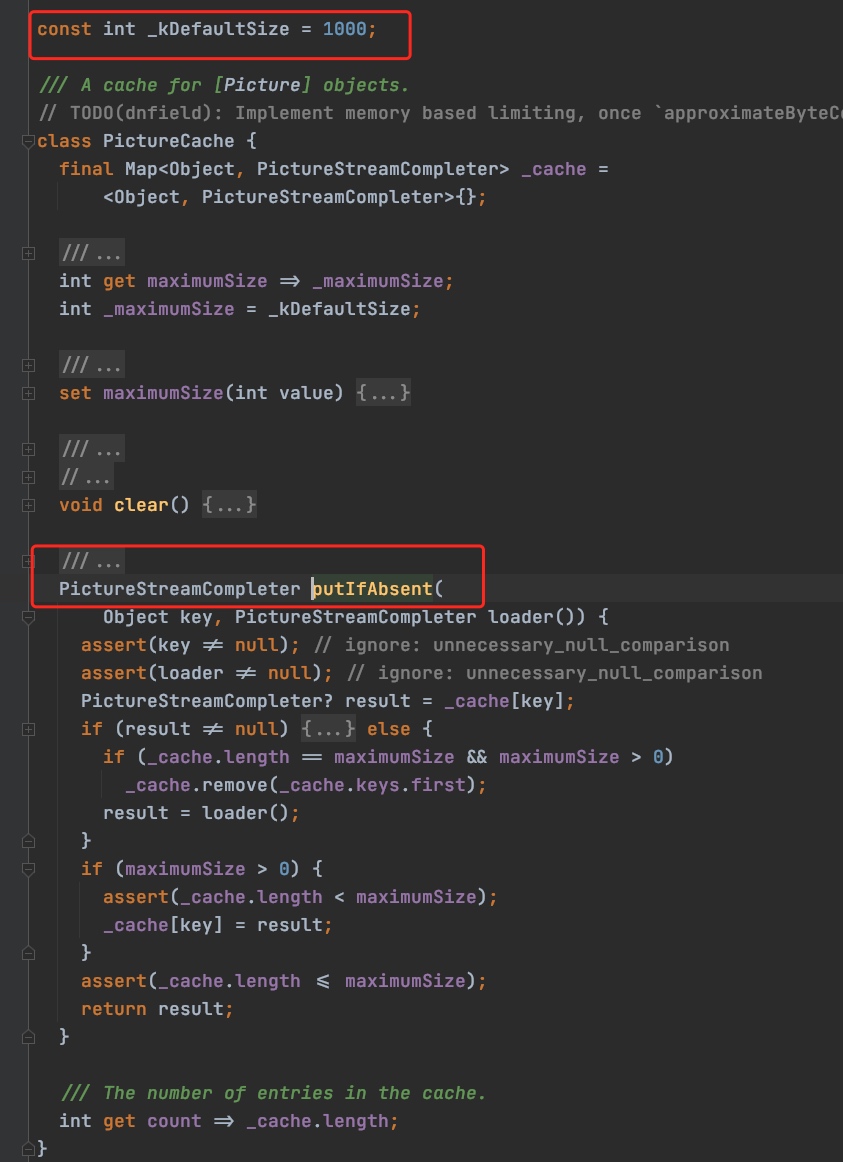 const int _kDefaultSize = 1000;
/// A cache for [Picture] objects.
// TODO(dnfield): Implement memory based limiting, once `approximateByteCo
class PictureCache {
final Map<Object, PictureStreamCompleter> _cache =
<Object, PictureStreamCompleter>{};
/// ...
int get maximumSize => _maximumSize;
int _maximumSize = _kDefaultSize;
/// ...
set maximumSize(int value) {...}
/// ...
// ...
void clear() {...}
/// ...
PictureStreamCompleter putIfAbsent(
Object key, PictureStreamCompleter loader()) {
assert(key != null); // ignore: unnecessary_null_comparison
assert(loader != null); // ignore: unnecessary_null_comparison
PictureStreamCompleter? result = _cache[key];
if (result != null) {...} else {
if (_cache.length == maximumSize && maximumSize > 0)
_cache.remove(_cache.keys.first);
result = loader();
}
if (maximumSize > 0) {
assert(_cache.length < maximumSize);
_cache[key] = result;
}
assert(_cache.length <= maximumSize);
return result;
}
/// The number of entries in the cache.
int get count => _cache.length;
}